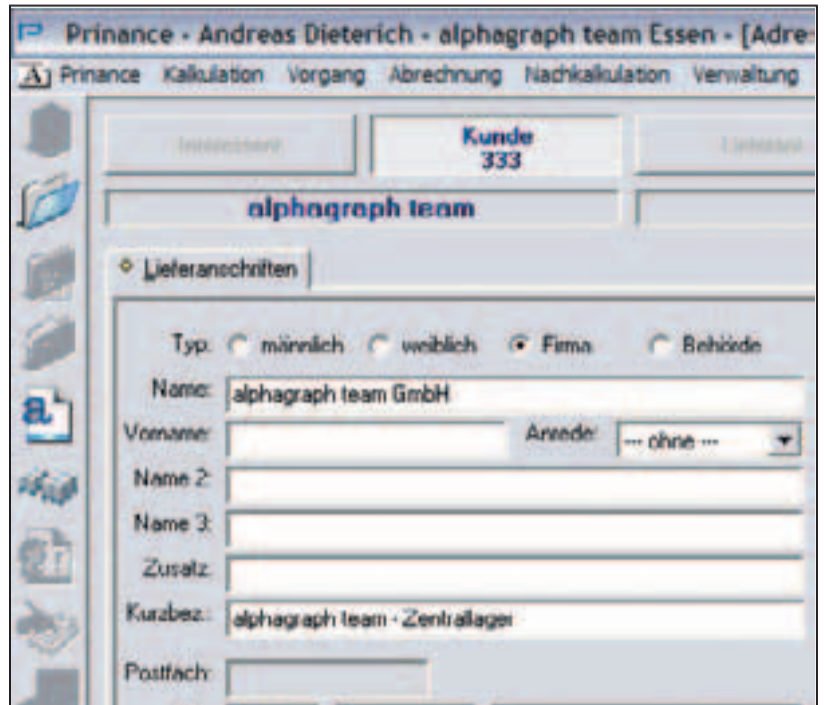 Prinance - Andreas Dieterich - alphagraph team Essen - [Adre
Prinance Kalkulation Vorgang Abrechnung Nachkalkulation Verwaltung
Interessent Kunde Lieferant
333
alphagraph team
Lieferanschriften
Typ: männlich weiblich Firma Behörde
Name: alphagraph team GmbH
Vorname: Anrede: --- ohne ---
Name 2:
Name 3:
Zusatz:
Kurzbez.: alphagraph team - Zentrallager
Postfach: